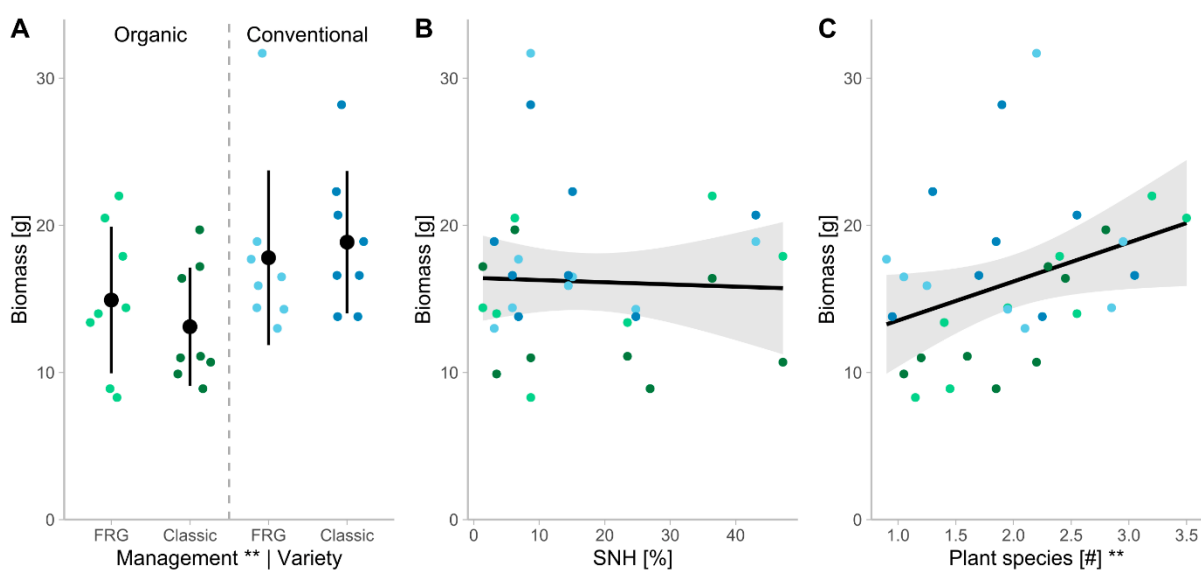 A
Organic
Conventional
Biomass [g]
30
20
10
0
FRG
Classic
FRG
Classic
Management ** | Variety
B
Biomass [g]
30
20
10
0
0
10
20
30
40
SNH [%]
C
Biomass [g]
30
20
10
0
1.0
1.5
2.0
2.5
3.0
3.5
Plant species [#] **